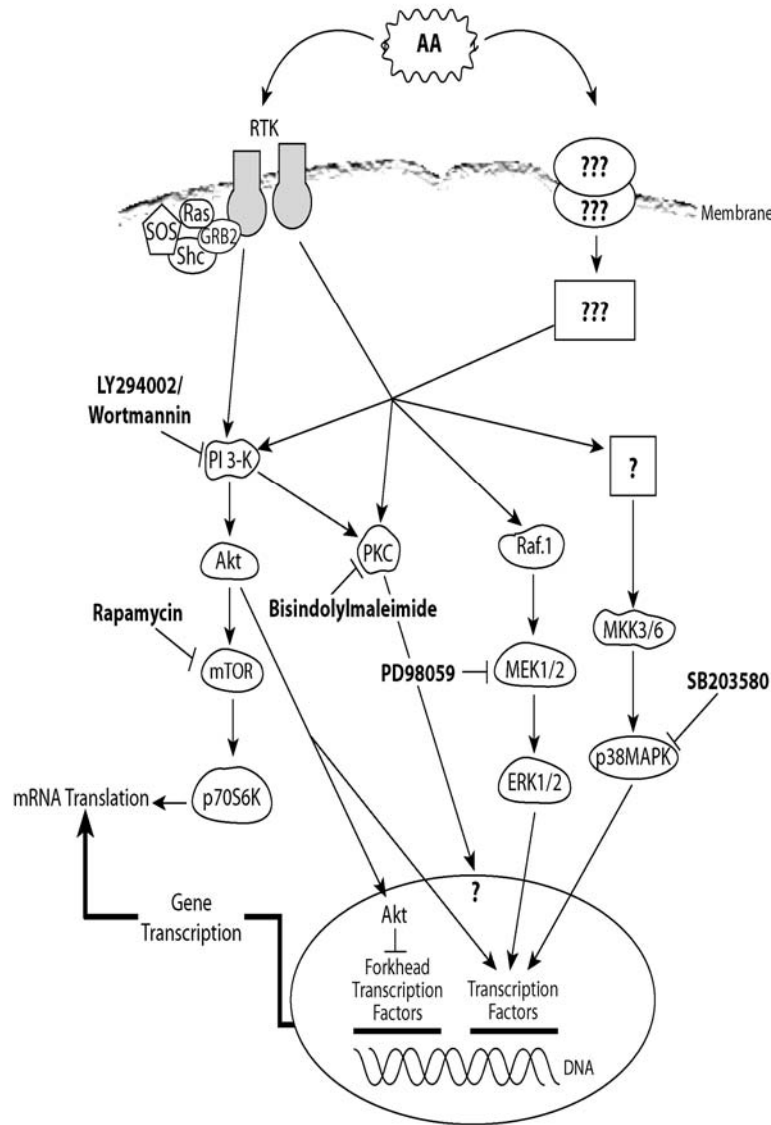 AA
RTK
???
???
Membrane
Ras
SOS
GRB2
Shc
???
LY294002/
Wortmannin
PI 3-K
?
PKC
Raf.1
Akt
Bisindolylmaleimide
Rapamycin
MKK3/6
mTOR
PD98059
MEK1/2
SB203580
p38MAPK
ERK1/2
p70S6K
mRNA Translation
?
Gene
Transcription
Akt
Forkhead
Transcription
Factors
Transcription
Factors
DNA